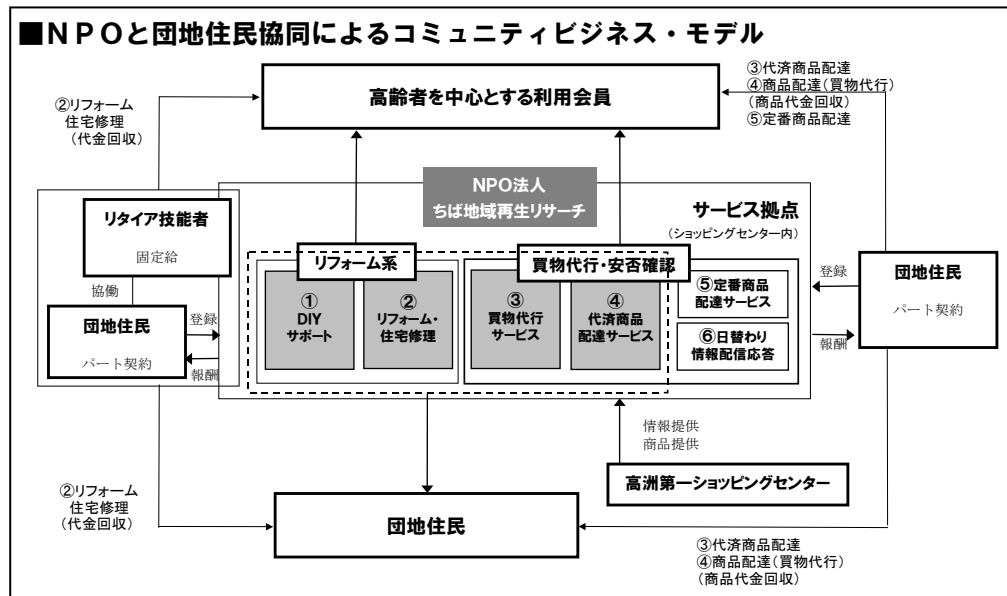 ■NPOと団地住民協同によるコミュニティビジネス・モデル
高齢者を中心とする利用会員
③代済商品配達
④商品配達(買物代行)
(商品代金回収)
⑤定番商品配達
②リフォーム
住宅修理
(代金回収)
NPO法人
ちば地域再生リサーチ
サービス拠点
(ショッピングセンター内)
リタイア技能者
固定給
協働
団地住民
パート契約
登録
報酬
リフォーム系
①
DIY
サポート
②
リフォーム・
住宅修理
買物代行・安否確認
③
買物代行
サービス
④
代済商品
配達サービス
⑤定番商品
配達サービス
⑥日替わり
情報配信応答
登録
報酬
団地住民
パート契約
情報提供
商品提供
高洲第一ショッピングセンター
②リフォーム
住宅修理
(代金回収)
団地住民
③代済商品配達
④商品配達(買物代行)
(商品代金回収)